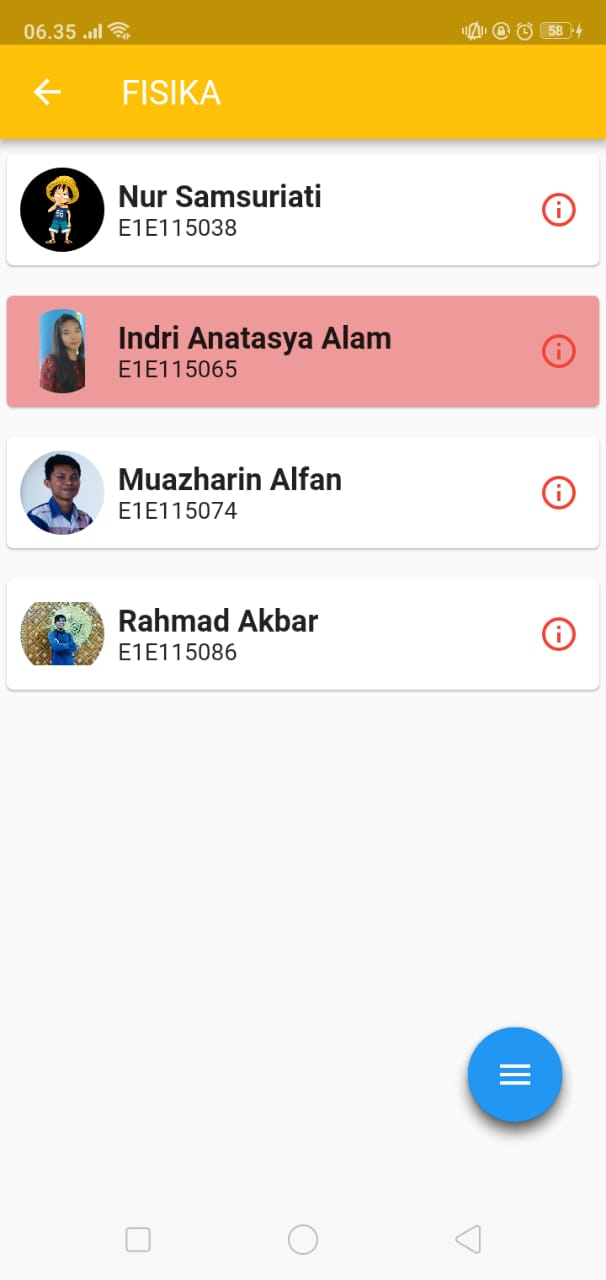 06.35
58
FISIKA
Nur Samsuriati
E1E115038
Indri Anatasya Alam
E1E115065
Muazharin Alfan
E1E115074
Rahmad Akbar
E1E115086